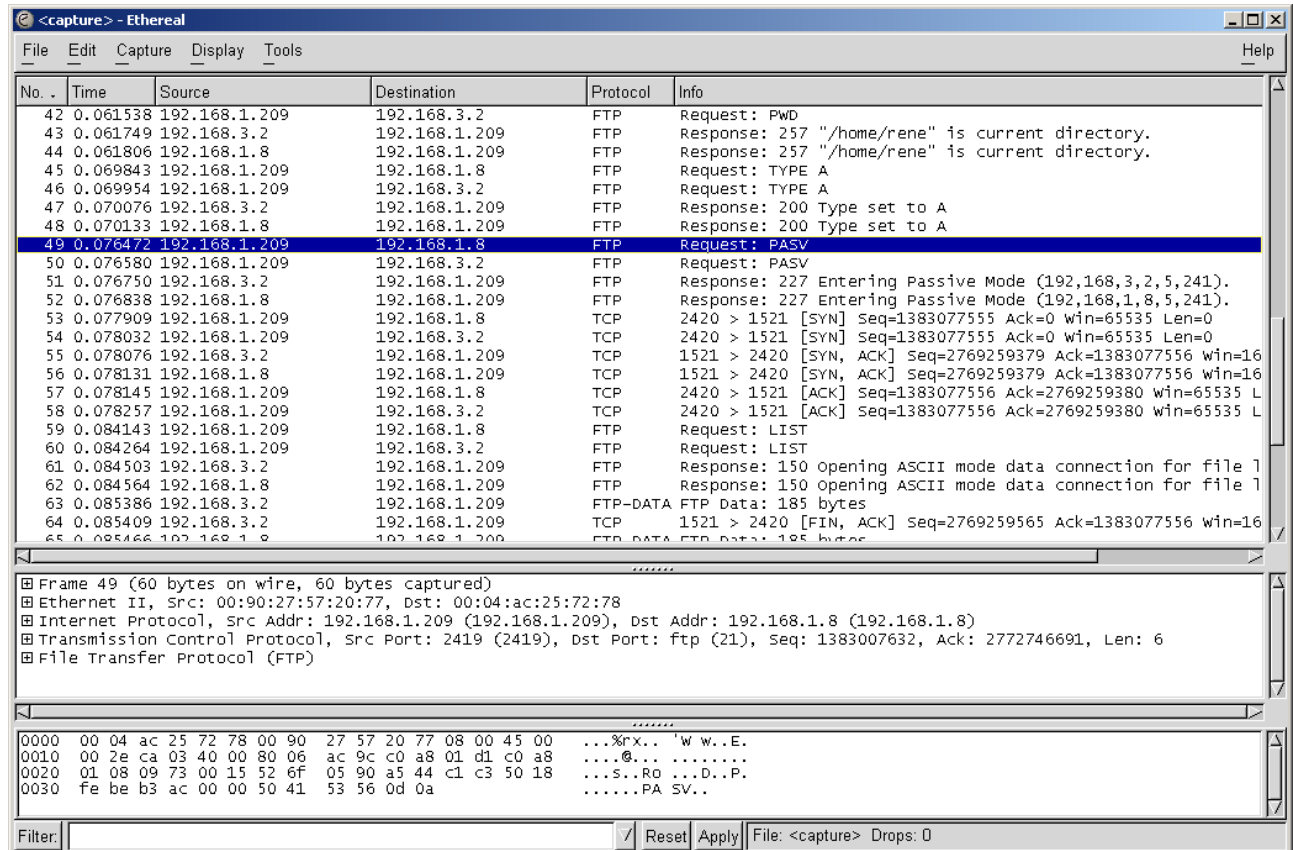 <capture> - Ethereal
File Edit Capture Display Tools Help
No. . Time Source Destination Protocol Info
42 0.061538 192.168.1.209 192.168.3.2 FTP Request: PWD
43 0.061749 192.168.3.2 192.168.1.209 FTP Response: 257 "/home/rene" is current directory.
44 0.061806 192.168.1.8 192.168.1.209 FTP Response: 257 "/home/rene" is current directory.
45 0.069843 192.168.1.209 192.168.1.8 FTP Request: TYPE A
46 0.069954 192.168.1.209 192.168.3.2 FTP Request: TYPE A
47 0.070076 192.168.3.2 192.168.1.209 FTP Response: 200 Type set to A
48 0.070133 192.168.1.8 192.168.1.209 FTP Response: 200 Type set to A
49 0.076472 192.168.1.209 192.168.1.8 FTP Request: PASV
50 0.076580 192.168.1.209 192.168.3.2 FTP Request: PASV
51 0.076750 192.168.3.2 192.168.1.209 FTP Response: 227 Entering Passive Mode (192,168,3,2,5,241).
52 0.076838 192.168.1.8 192.168.1.209 FTP Response: 227 Entering Passive Mode (192,168,1,8,5,241).
53 0.077909 192.168.1.209 192.168.1.8 TCP 2420 > 1521 [SYN] Seq=1383077555 Ack=0 Win=65535 Len=0
54 0.078032 192.168.1.209 192.168.3.2 TCP 2420 > 1521 [SYN] Seq=1383077555 Ack=0 Win=65535 Len=0
55 0.078076 192.168.3.2 192.168.1.209 TCP 1521 > 2420 [SYN, ACK] Seq=2769259379 Ack=1383077556 Win=16
56 0.078131 192.168.1.8 192.168.1.209 TCP 1521 > 2420 [SYN, ACK] Seq=2769259379 Ack=1383077556 Win=16
57 0.078145 192.168.1.209 192.168.1.8 TCP 2420 > 1521 [ACK] Seq=1383077556 Ack=2769259380 Win=65535 L
58 0.078257 192.168.1.209 192.168.3.2 TCP 2420 > 1521 [ACK] Seq=1383077556 Ack=2769259380 Win=65535 L
59 0.084143 192.168.1.209 192.168.1.8 FTP Request: LIST
60 0.084264 192.168.1.209 192.168.3.2 FTP Request: LIST
61 0.084503 192.168.3.2 192.168.1.209 FTP Response: 150 Opening ASCII mode data connection for file l
62 0.084564 192.168.1.8 192.168.1.209 FTP Response: 150 Opening ASCII mode data connection for file l
63 0.085386 192.168.3.2 192.168.1.209 FTP-DATA FTP Data: 185 bytes
64 0.085409 192.168.3.2 192.168.1.209 TCP 1521 > 2420 [FIN, ACK] Seq=2769259565 Ack=1383077556 Win=16
65 0.085466 192.168.1.8 192.168.1.209 FTP-DATA FTP Data: 185 bytes
Frame 49 (60 bytes on wire, 60 bytes captured)
Ethernet II, Src: 00:90:27:57:20:77, Dst: 00:04:ac:25:72:78
Internet Protocol, Src Addr: 192.168.1.209 (192.168.1.209), Dst Addr: 192.168.1.8 (192.168.1.8)
Transmission Control Protocol, Src Port: 2419 (2419), Dst Port: ftp (21), Seq: 1383007632, Ack: 2772746691, Len: 6
File Transfer Protocol (FTP)
0000 00 04 ac 25 72 78 00 90 27 57 20 77 08 00 45 00 ...%rx.. 'W w..E.
0010 00 2e ca 03 40 00 80 06 ac 9c c0 a8 01 d1 c0 a8 ....@... ........
0020 01 08 09 73 00 15 52 6f 05 90 a5 44 c1 c3 50 18 ...s..Ro ...D..P.
0030 fe be b3 ac 00 00 50 41 53 56 0d 0a ......PA SV..
Filter: Reset Apply File: <capture> Drops: 0